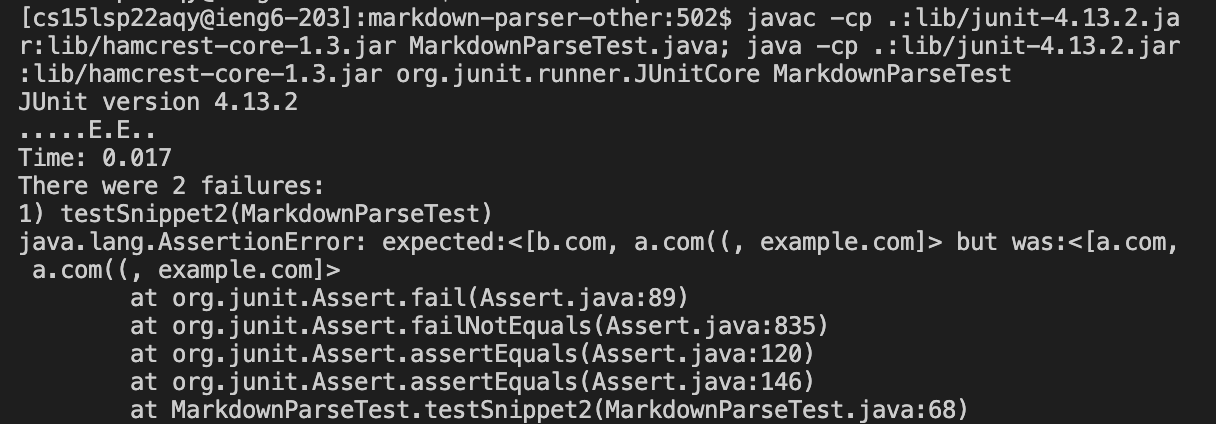 [cs15lsp22aqy@ieng6-203]:markdown-parser-other:502$ javac -cp .:lib/junit-4.13.2.ja
r:lib/hamcrest-core-1.3.jar MarkdownParseTest.java; java -cp .:lib/junit-4.13.2.jar
:lib/hamcrest-core-1.3.jar org.junit.runner.JUnitCore MarkdownParseTest
JUnit version 4.13.2
.....E.E..
Time: 0.017
There were 2 failures:
1) testSnippet2(MarkdownParseTest)
java.lang.AssertionError: expected:<[b.com, a.com((, example.com]> but was:<[a.com,
 a.com((, example.com]>
        at org.junit.Assert.fail(Assert.java:89)
        at org.junit.Assert.failNotEquals(Assert.java:835)
        at org.junit.Assert.assertEquals(Assert.java:120)
        at org.junit.Assert.assertEquals(Assert.java:146)
        at MarkdownParseTest.testSnippet2(MarkdownParseTest.java:68)